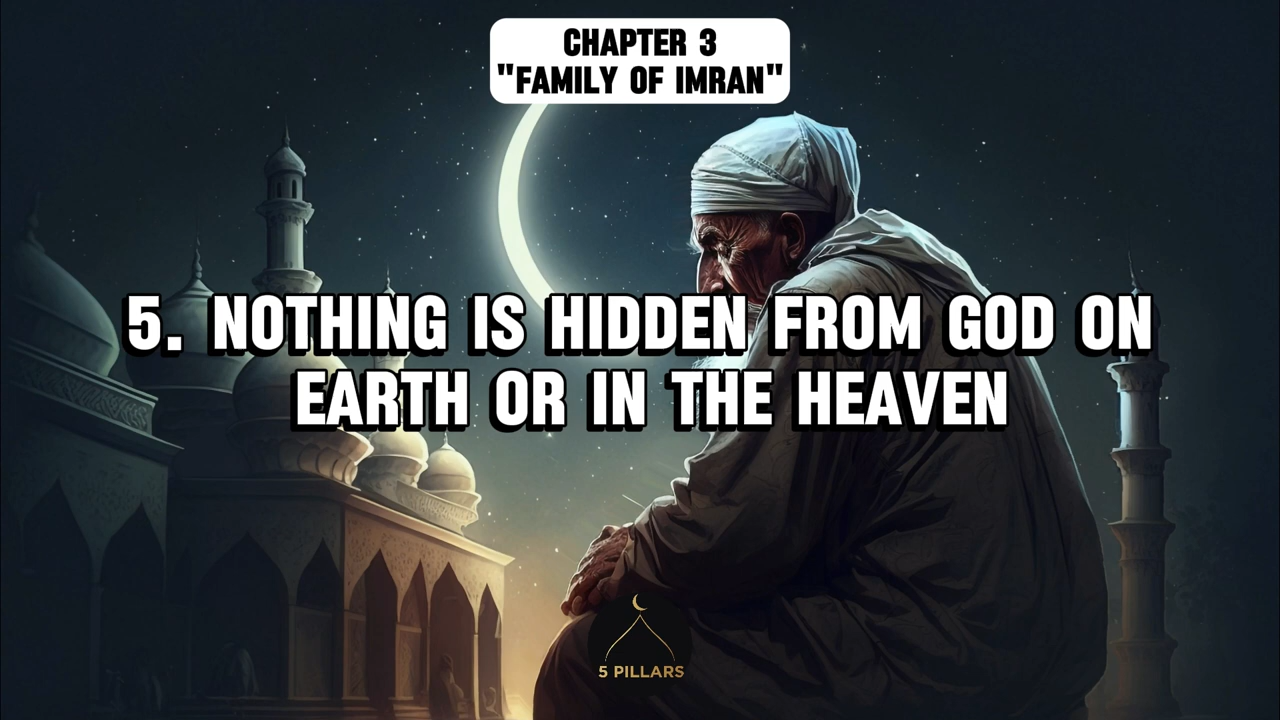 CHAPTER 3
"FAMILY OF IMRAN"
5. NOTHING IS HIDDEN FROM GOD ON
EARTH OR IN THE HEAVEN
5 PILLARS